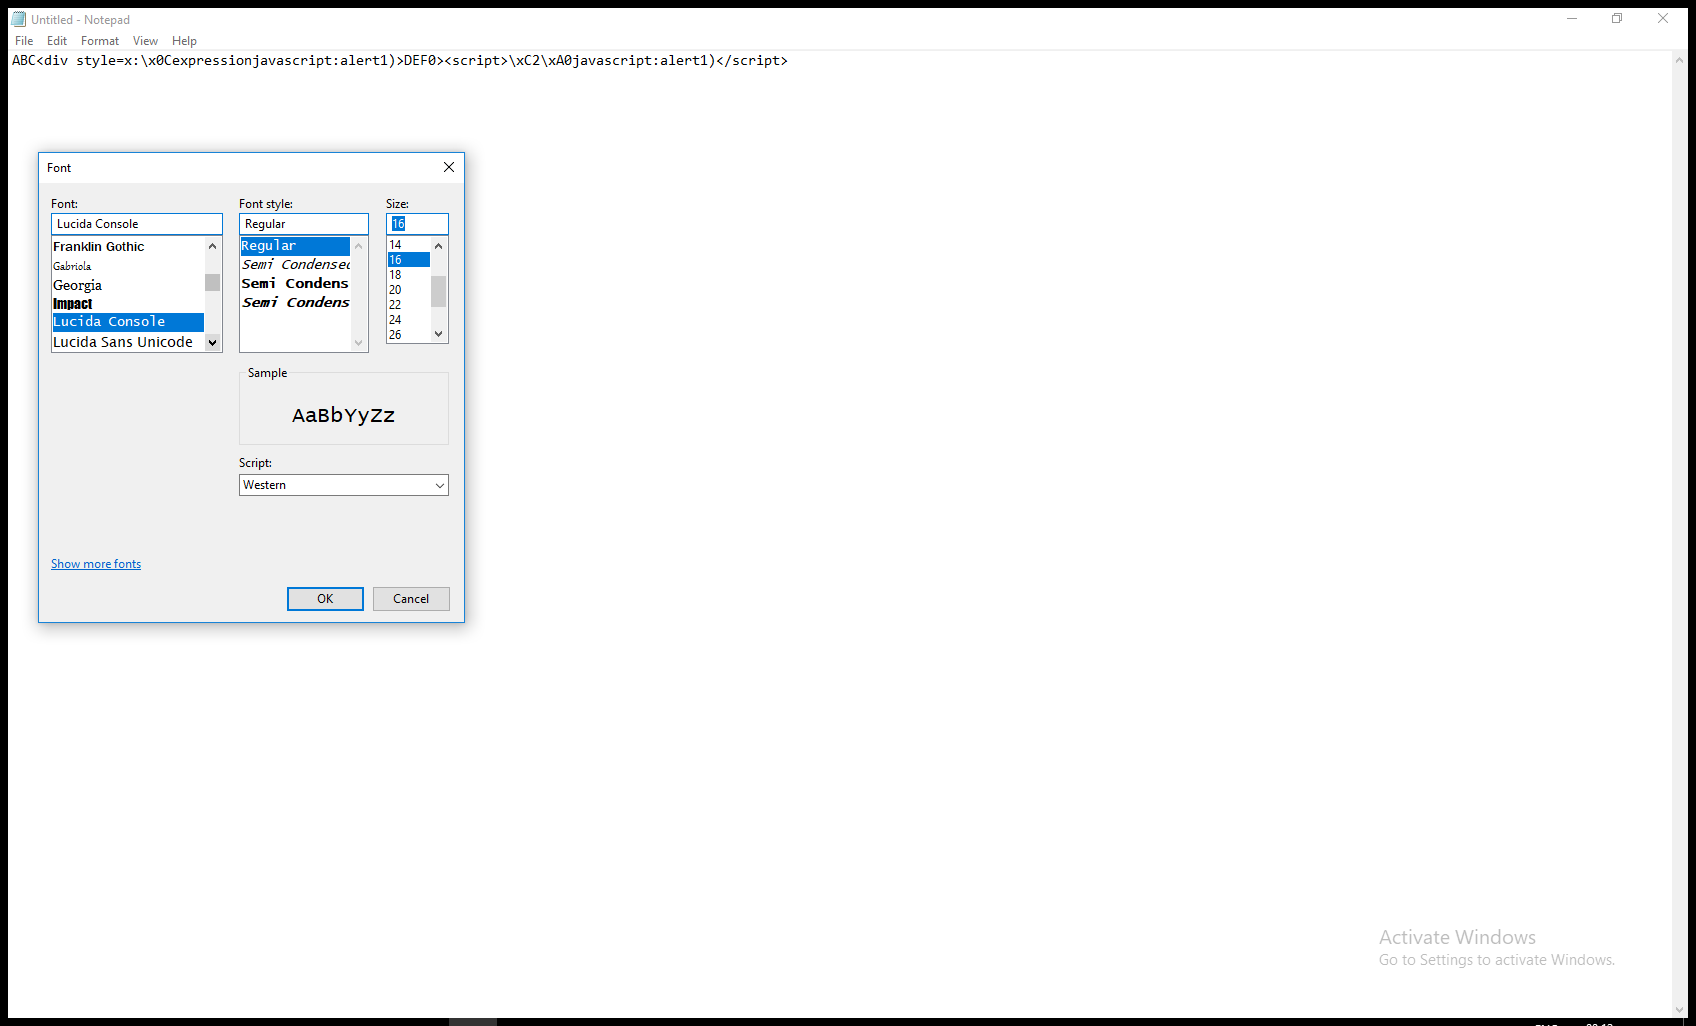 Untitled - Notepad
File Edit Format View Help
ABC<div style=x:\x0Cexpressionjavascript:alert1)>DEF0><script>\xC2\xA0javascript:alert1)</script>
Font
Font:
Lucida Console
Franklin Gothic
Gabriola
Georgia
Impact
Lucida Console
Lucida Sans Unicode
Font style:
Regular
Regular
Semi Condensed
Semi Condens
Semi Condens
Size:
16
14
16
18
20
22
24
26
Sample
AaBbYyZz
Script:
Western
Show more fonts
OK Cancel
Activate Windows
Go to Settings to activate Windows.